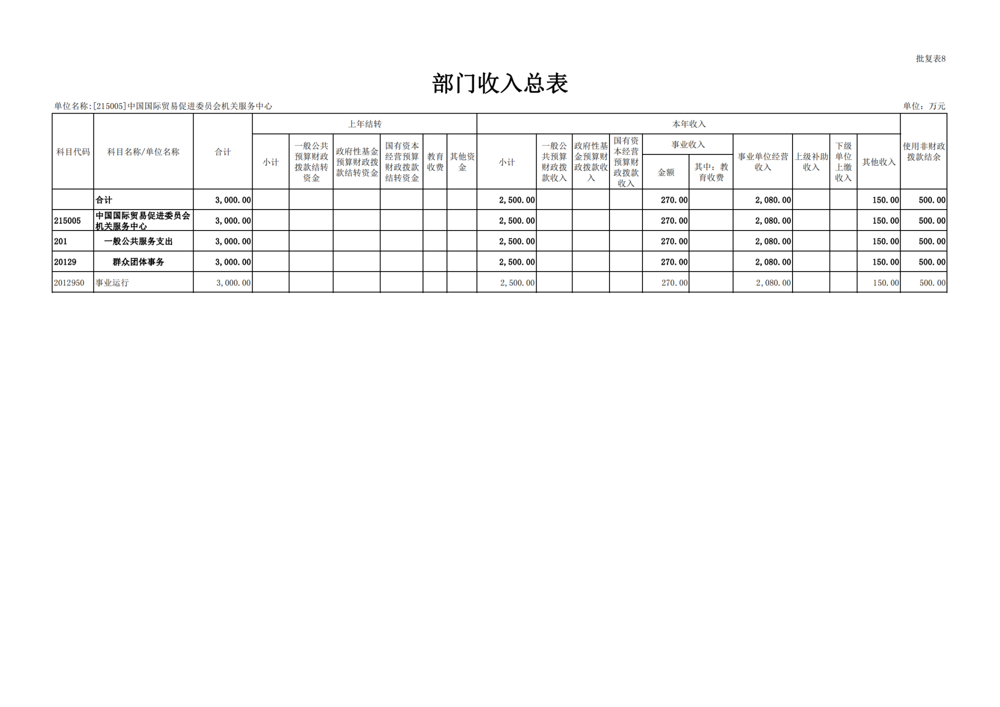 批复表8
部门收入总表
单位名称:[215005]中国国际贸易促进委员会机关服务中心 单位：万元
科目代码 科目名称/单位名称 合计 上年结转 本年收入 使用非财政
拨款结余
小计 一般公共
预算财政
拨款结转
资金 政府性基金
预算财政拨
款结转资金 国有资本
经营预算
财政拨款
结转资金 教育
收费 其他资
金 小计 一般公
共预算
财政拨
款收入 政府性基
金预算财
政拨款收
入 国有资
本经营
预算财
政拨款
收入 事业收入 事业单位经营
收入 上级补助
收入 下级
单位
上缴
收入 其他收入
金额 其中：教
育收费
合计 3,000.00 2,500.00 270.00 2,080.00 150.00 500.00
215005 中国国际贸易促进委员会
机关服务中心 3,000.00 2,500.00 270.00 2,080.00 150.00 500.00
201 一般公共服务支出 3,000.00 2,500.00 270.00 2,080.00 150.00 500.00
20129 群众团体事务 3,000.00 2,500.00 270.00 2,080.00 150.00 500.00
2012950 事业运行 3,000.00 2,500.00 270.00 2,080.00 150.00 500.00